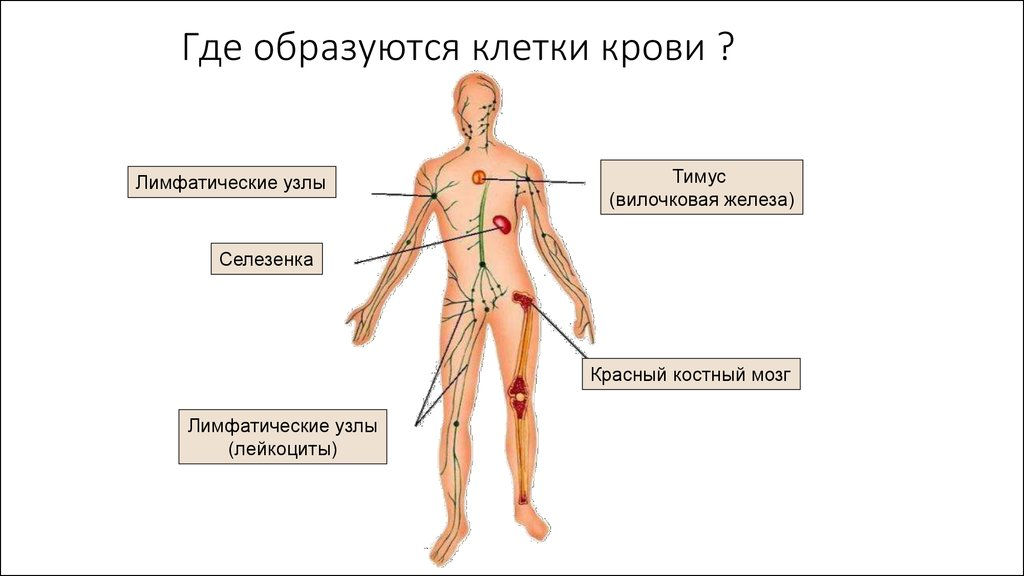 Где образуются клетки крови ?
Лимфатические узлы
Тимус
(вилочковая железа)
Селезенка
Красный костный мозг
Лимфатические узлы
(лейкоциты)